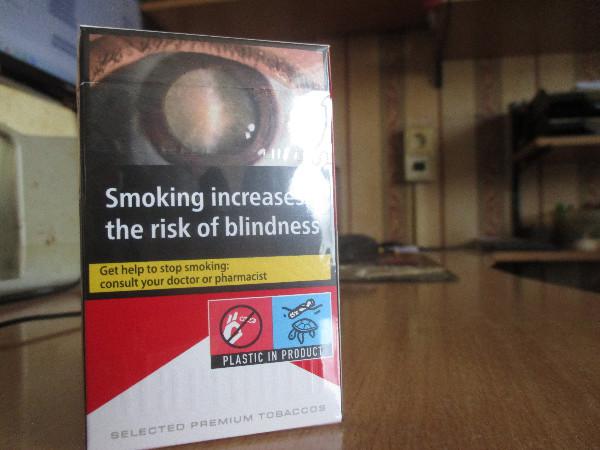 Smoking increases
the risk of blindness
Get help to stop smoking:
consult your doctor or pharmacist
PLASTIC IN PRODUCT
SELECTED PREMIUM TOBACCOS